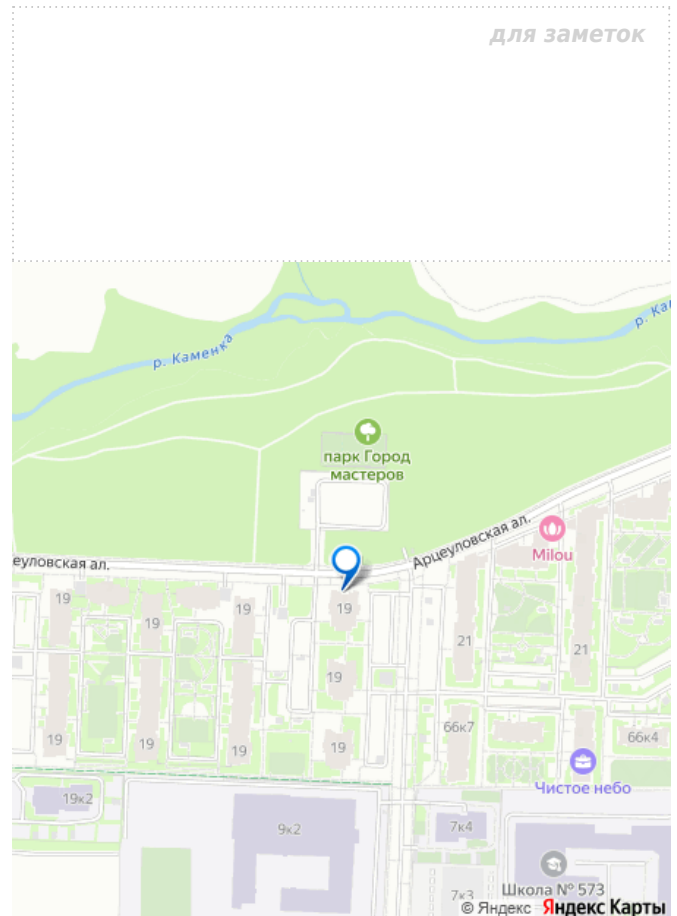 для заметок
р. Каменка
р. Ка
парк Город
мастеров
Арцеуловская ал.
Milou
еуловская ал.
19
19
19
19
21
21
19
66к7
66к4
19
19
19
19
Чистое небо
19к2
9к2
7к4
7к3
Школа № 573
© Яндекс Яндекс Карты